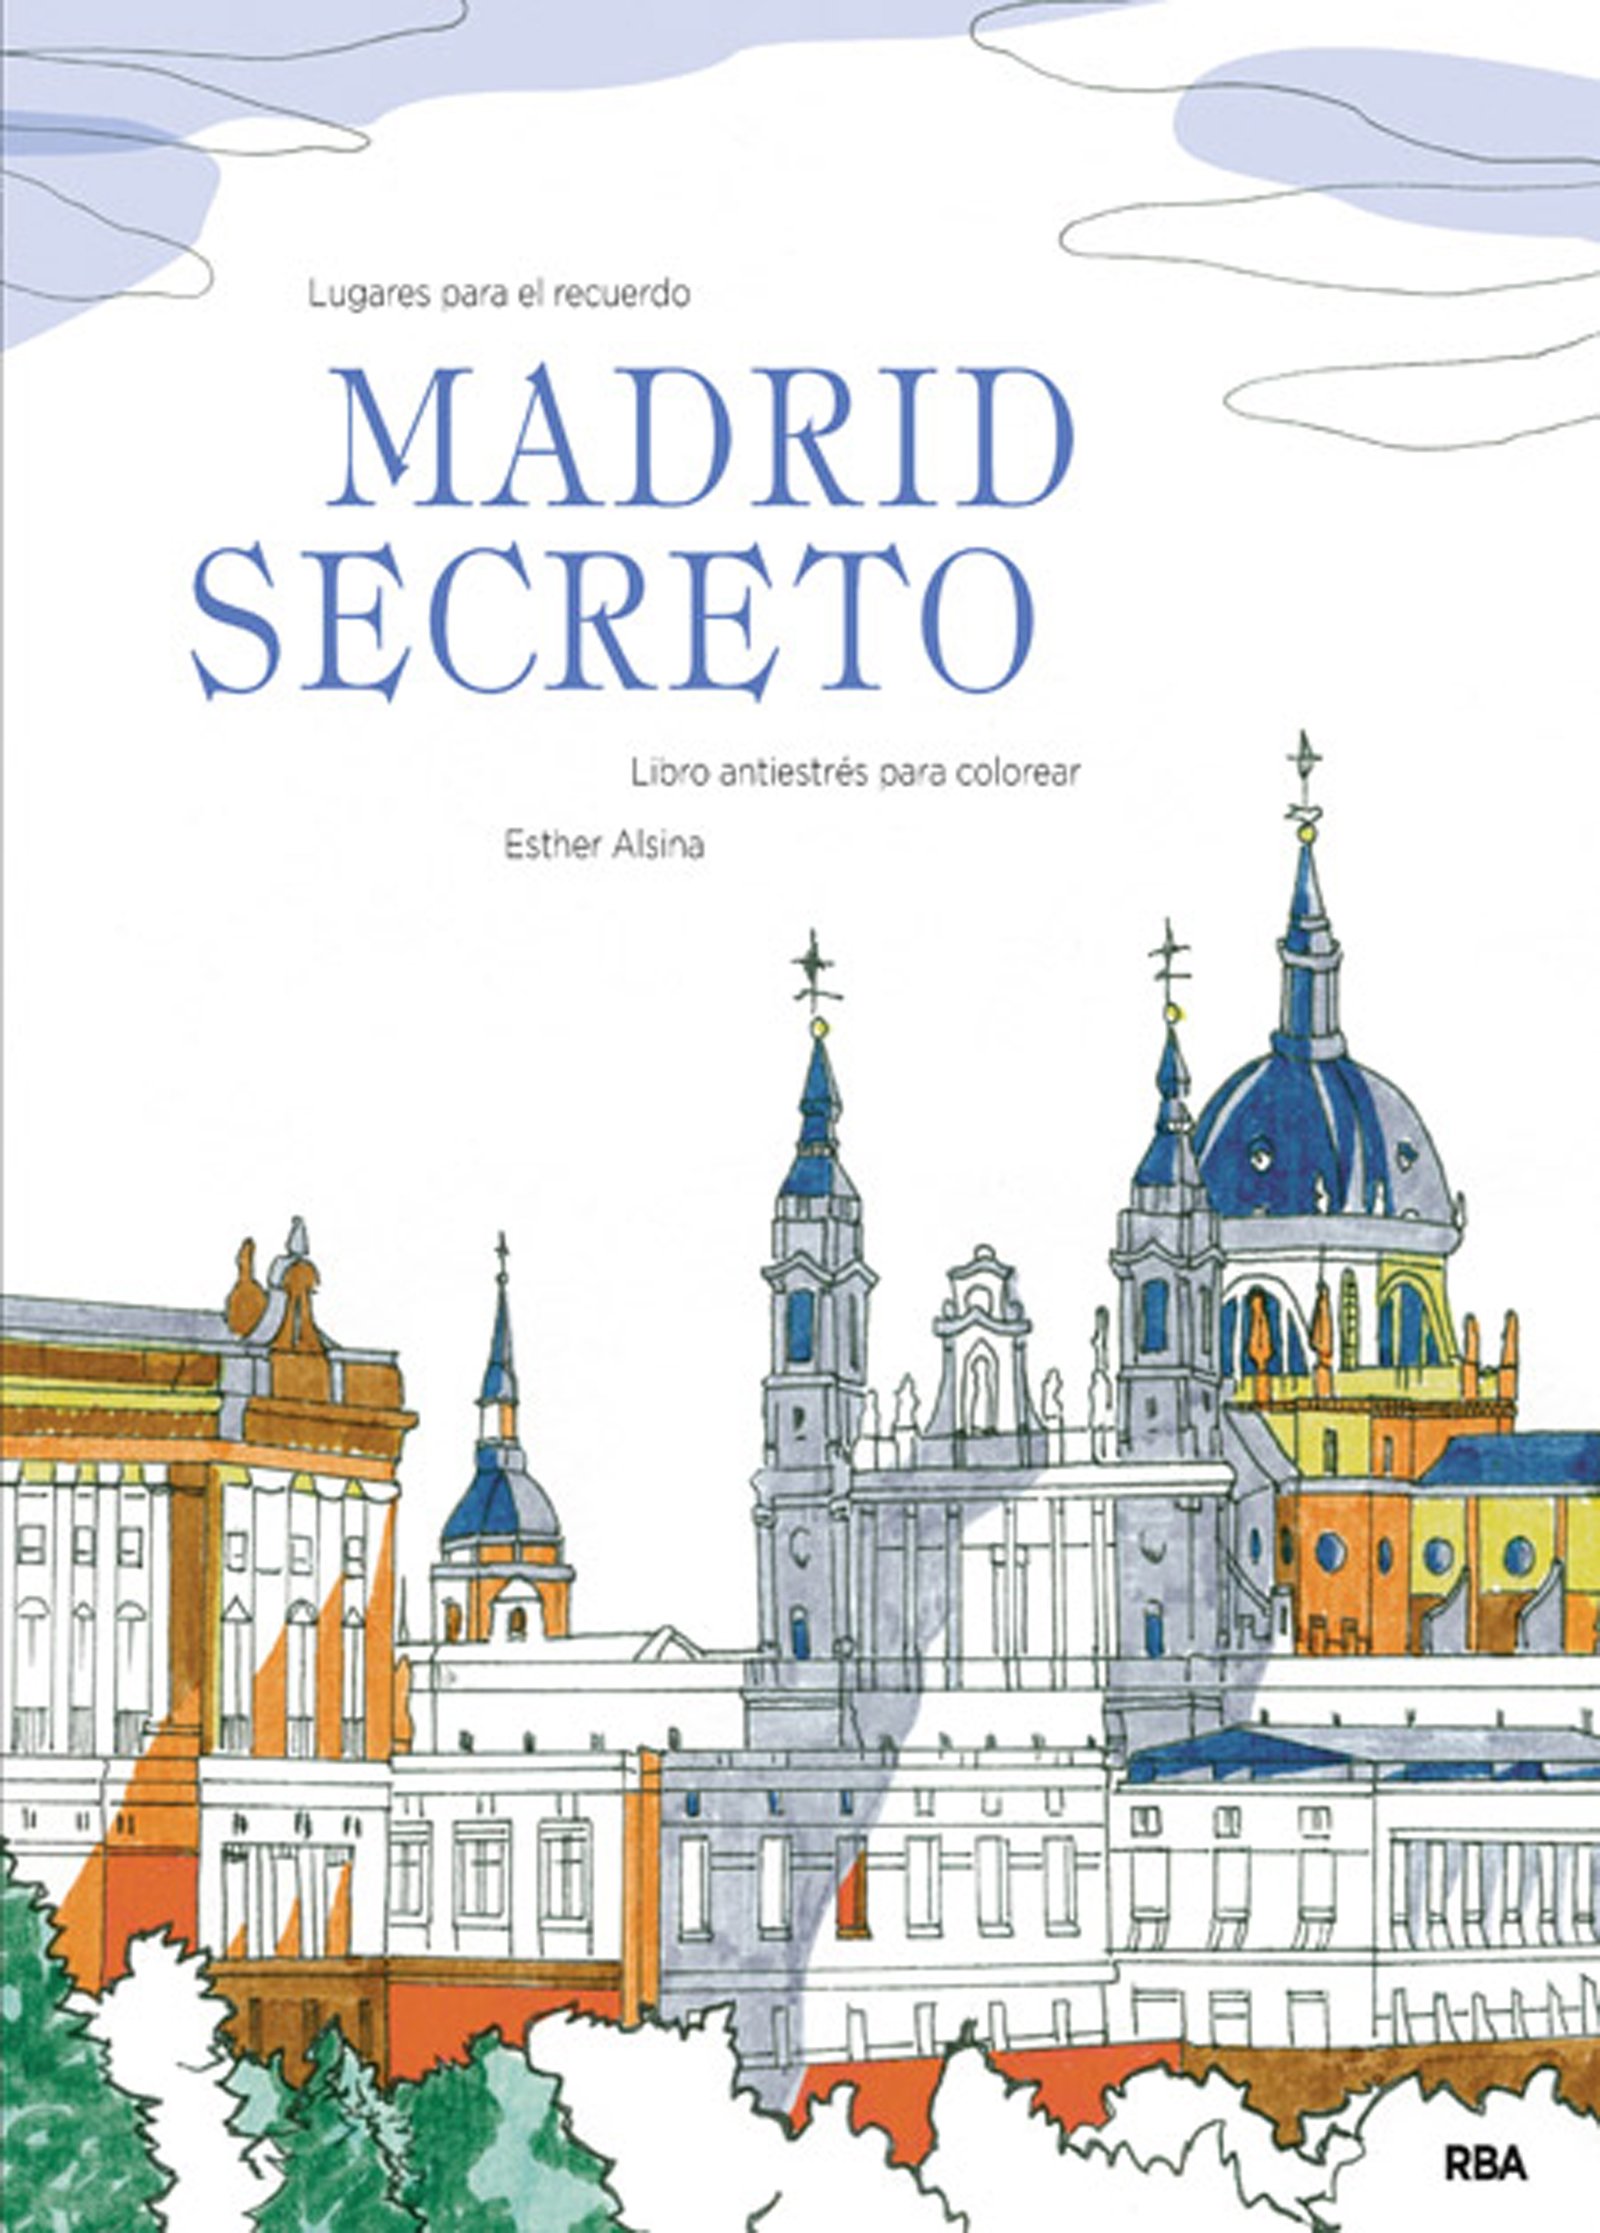 Lugares para el recuerdo
MADRID
SECRETO
Libro antiestrés para colorear
Esther Alsina
RBA